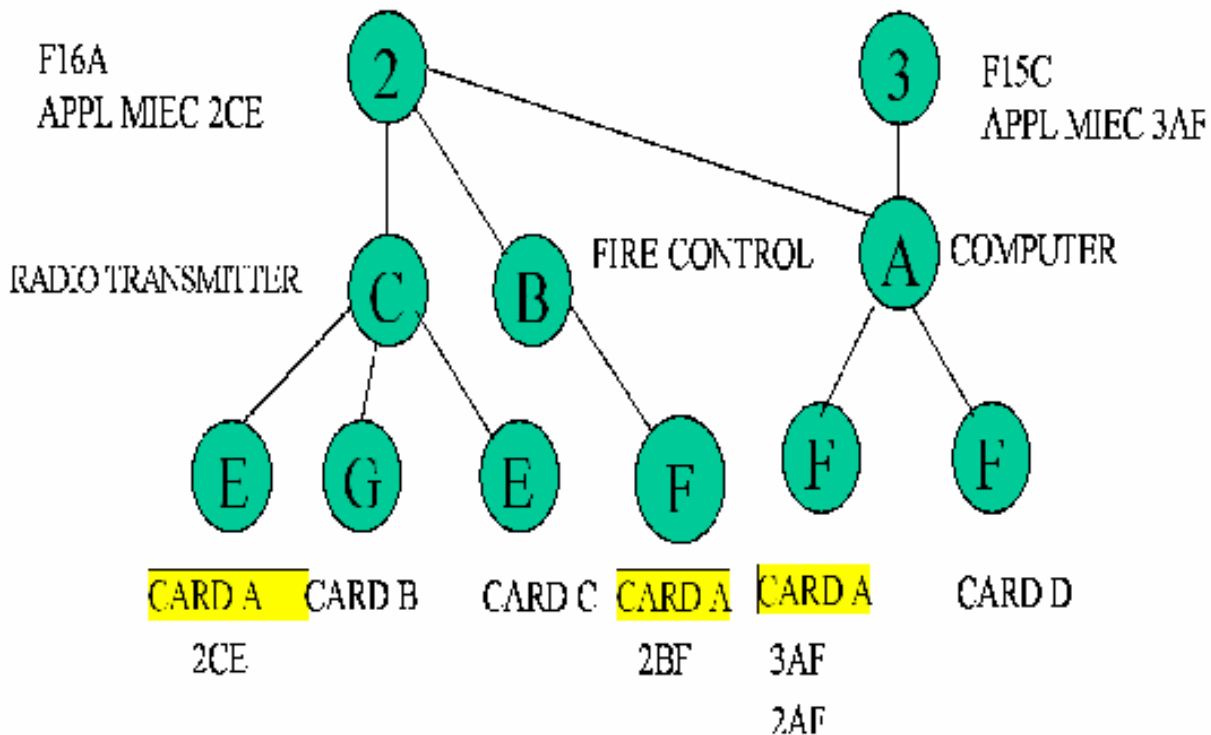 2
3
F16A
APPL MIEC 2CE
F15C
APPL MIEC 3AF
RADIO TRANSMITTER
C
B
FIRE CONTROL
A
COMPUTER
E
G
E
F
F
F
CARD A
CARD B
CARD C
CARD A
CARD A
CARD D
2CE
2BF
3AF
2AF